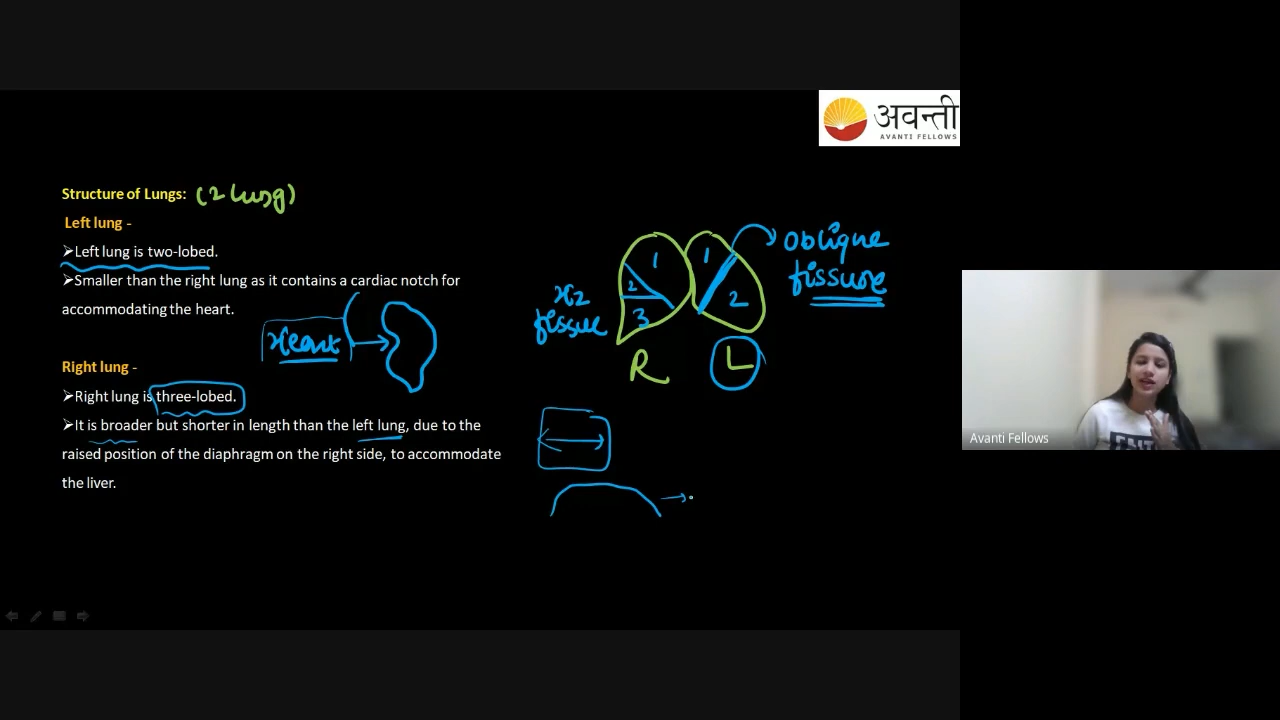 अवन्ती
AVANTI FELLOWS
Structure of Lungs: (2 lung)
Left lung -
➢Left lung is two-lobed.
➢Smaller than the right lung as it contains a cardiac notch for
accommodating the heart.
Heart
Right lung -
➢Right lung is three-lobed.
➢It is broader but shorter in length than the left lung, due to the
raised position of the diaphragm on the right side, to accommodate
the liver.
oblique
fissure
1
2
3
1
2
R
L
Avanti Fellows